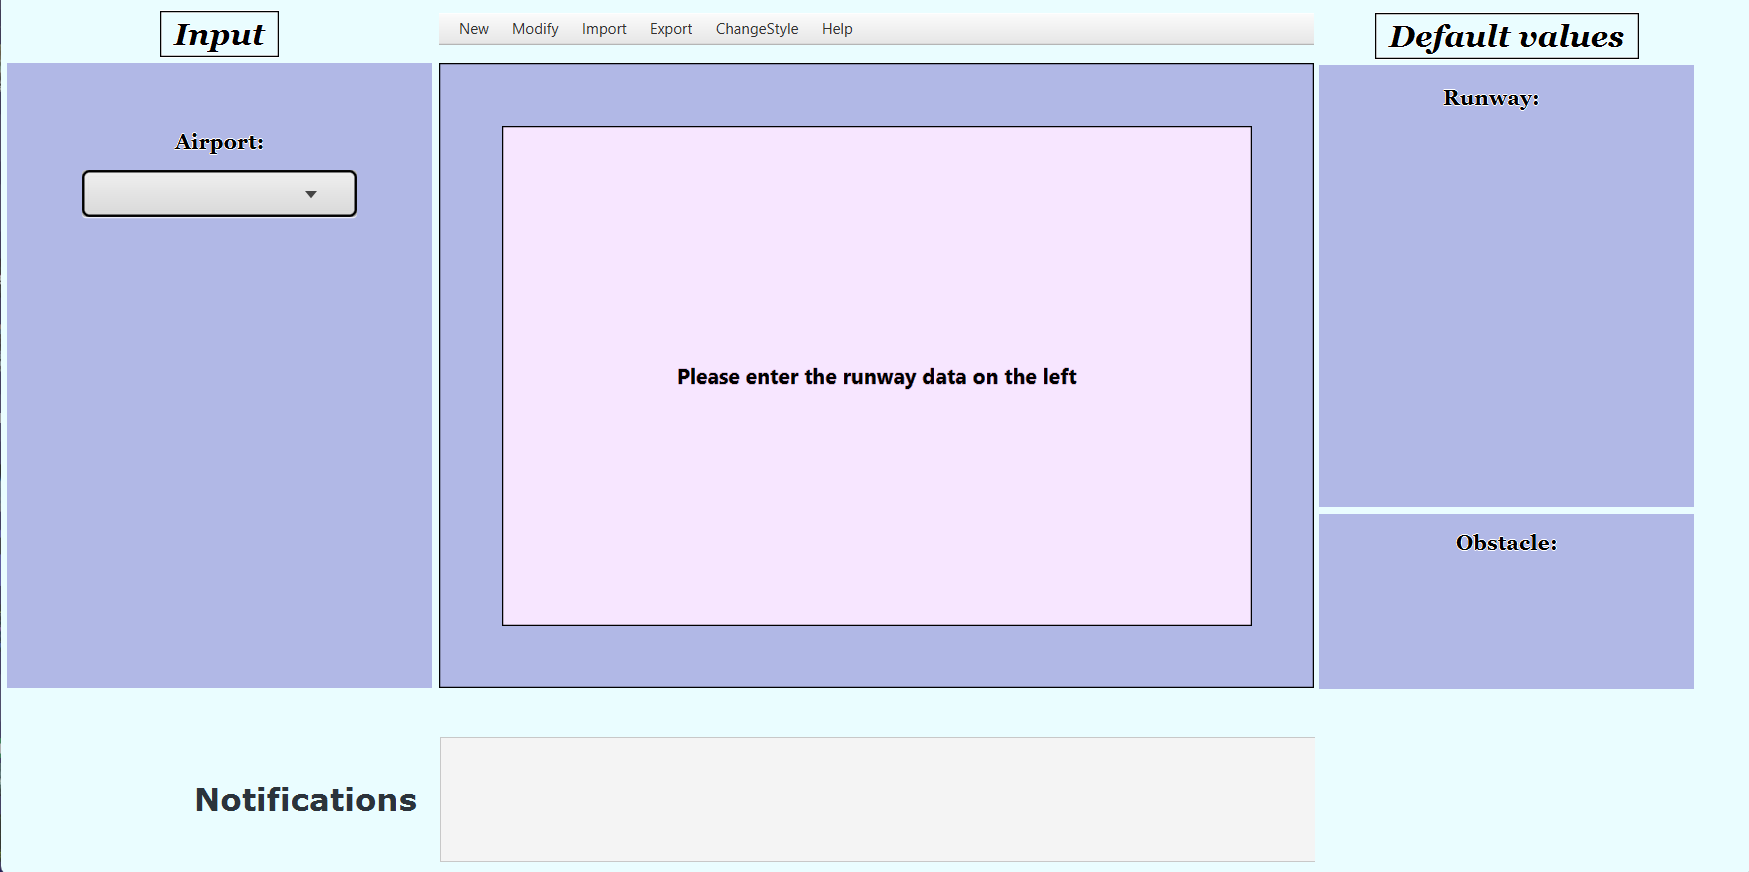 Input
New Modify Import Export ChangeStyle Help
Default values
Airport:
Runway:
Please enter the runway data on the left
Obstacle:
Notifications